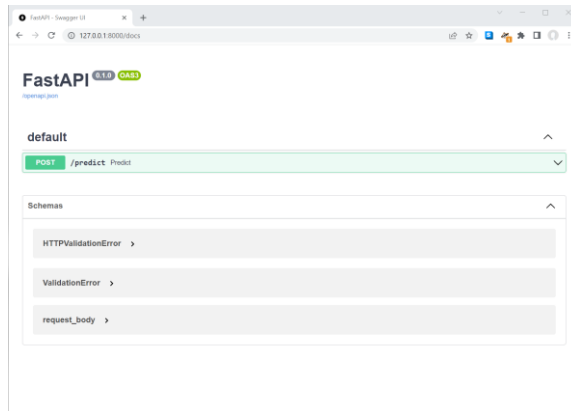 FastAPI - Swagger UI
127.0.0.1:8000/docs
FastAPI 0.1.0 OAS3
/openapi.json
default
POST /predict Predict
Schemas
HTTPValidationError
ValidationError
request_body